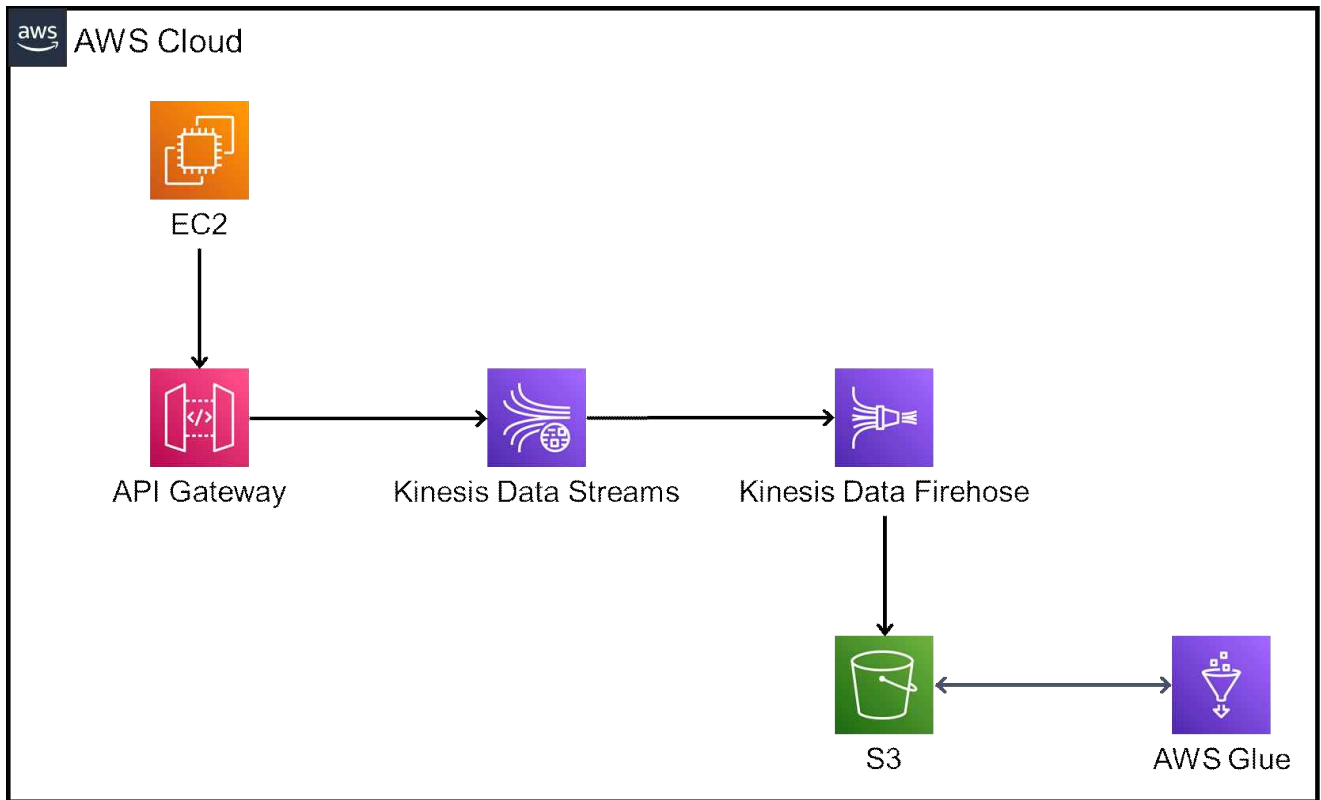 aws
AWS Cloud
EC2
</>
API Gateway
Kinesis Data Streams
Kinesis Data Firehose
S3
AWS Glue